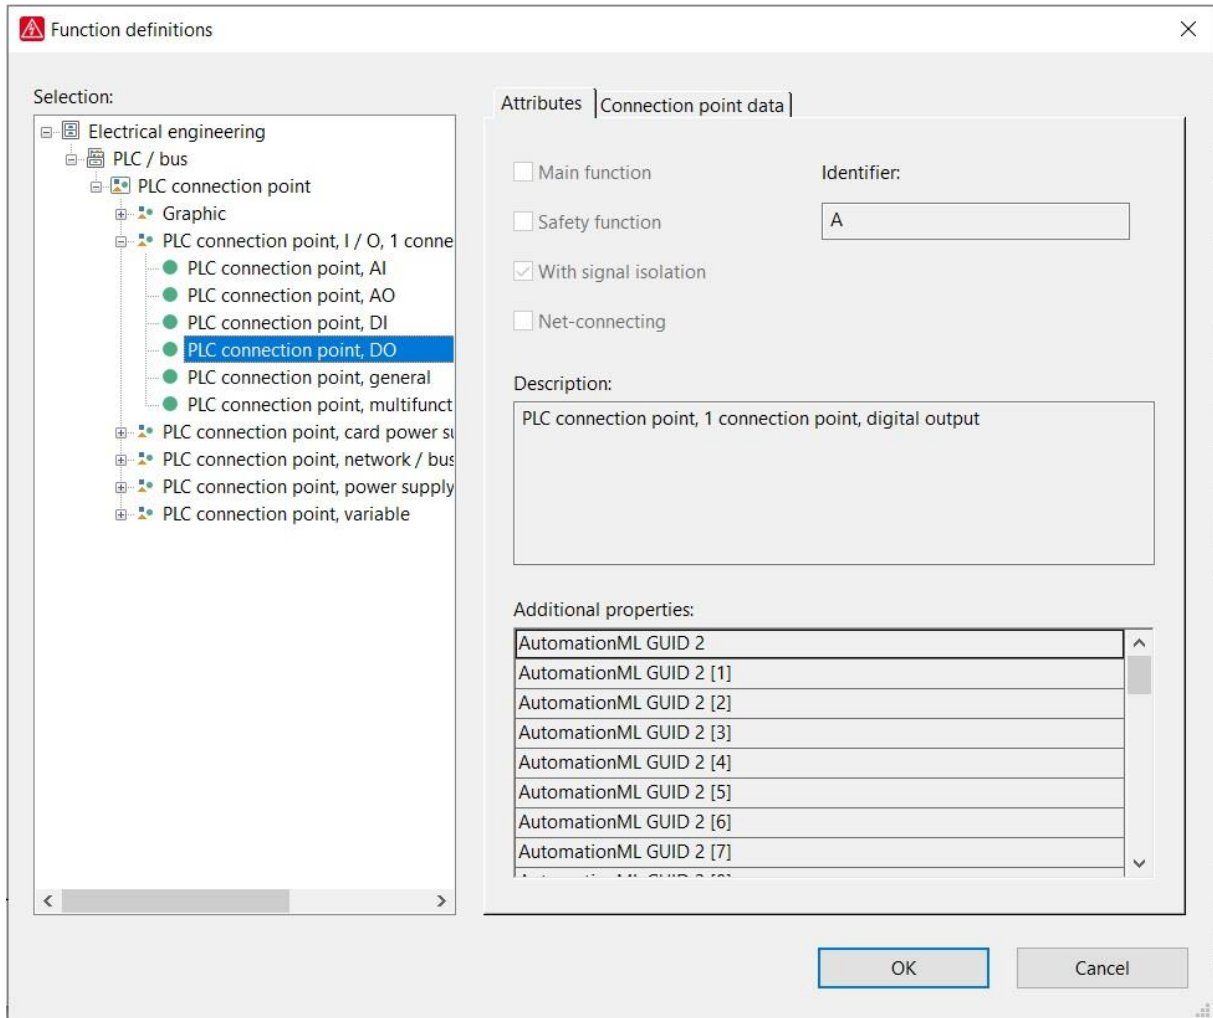 Function definitions
Selection:
Electrical engineering
PLC / bus
PLC connection point
Graphic
PLC connection point, I / O, 1 conne
PLC connection point, AI
PLC connection point, AO
PLC connection point, DI
PLC connection point, DO
PLC connection point, general
PLC connection point, multifunct
PLC connection point, card power su
PLC connection point, network / bus
PLC connection point, power supply
PLC connection point, variable
Attributes
Connection point data
Main function
Identifier:
Safety function
A
With signal isolation
Net-connecting
Description:
PLC connection point, 1 connection point, digital output
Additional properties:
AutomationML GUID 2
AutomationML GUID 2 [1]
AutomationML GUID 2 [2]
AutomationML GUID 2 [3]
AutomationML GUID 2 [4]
AutomationML GUID 2 [5]
AutomationML GUID 2 [6]
AutomationML GUID 2 [7]
OK
Cancel